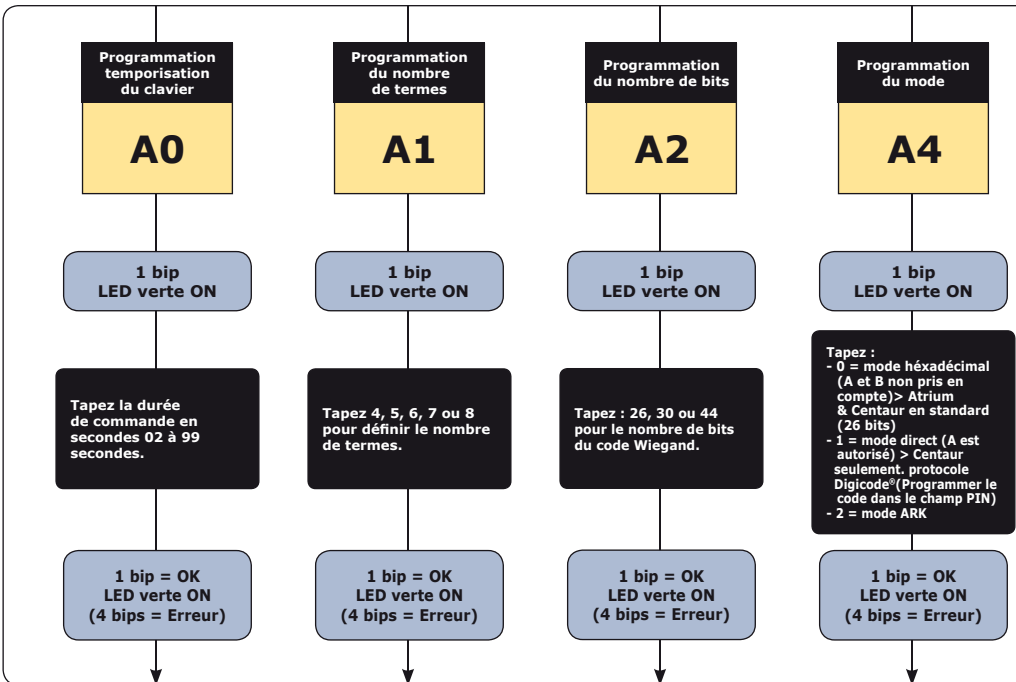 Programmation
temporisation
du clavier
A0
1 bip
LED verte ON
Tapez la durée
de commande en
secondes 02 à 99
secondes.
1 bip = OK
LED verte ON
(4 bips = Erreur)
Programmation
du nombre
de termes
A1
1 bip
LED verte ON
Tapez 4, 5, 6, 7 ou 8
pour définir le nombre
de termes.
1 bip = OK
LED verte ON
(4 bips = Erreur)
Programmation
du nombre de bits
A2
1 bip
LED verte ON
Tapez : 26, 30 ou 44
pour le nombre de bits
du code Wiegand.
1 bip = OK
LED verte ON
(4 bips = Erreur)
Programmation
du mode
A4
1 bip
LED verte ON
Tapez :
- 0 = mode héxadécimal
(A et B non pris en
compte)> Atrium
& Centaur en standard
(26 bits)
- 1 = mode direct (A est
autorisé) > Centaur
seulement. protocole
Digicode®(Programmer le
code dans le champ PIN)
- 2 = mode ARK
1 bip = OK
LED verte ON
(4 bips = Erreur)